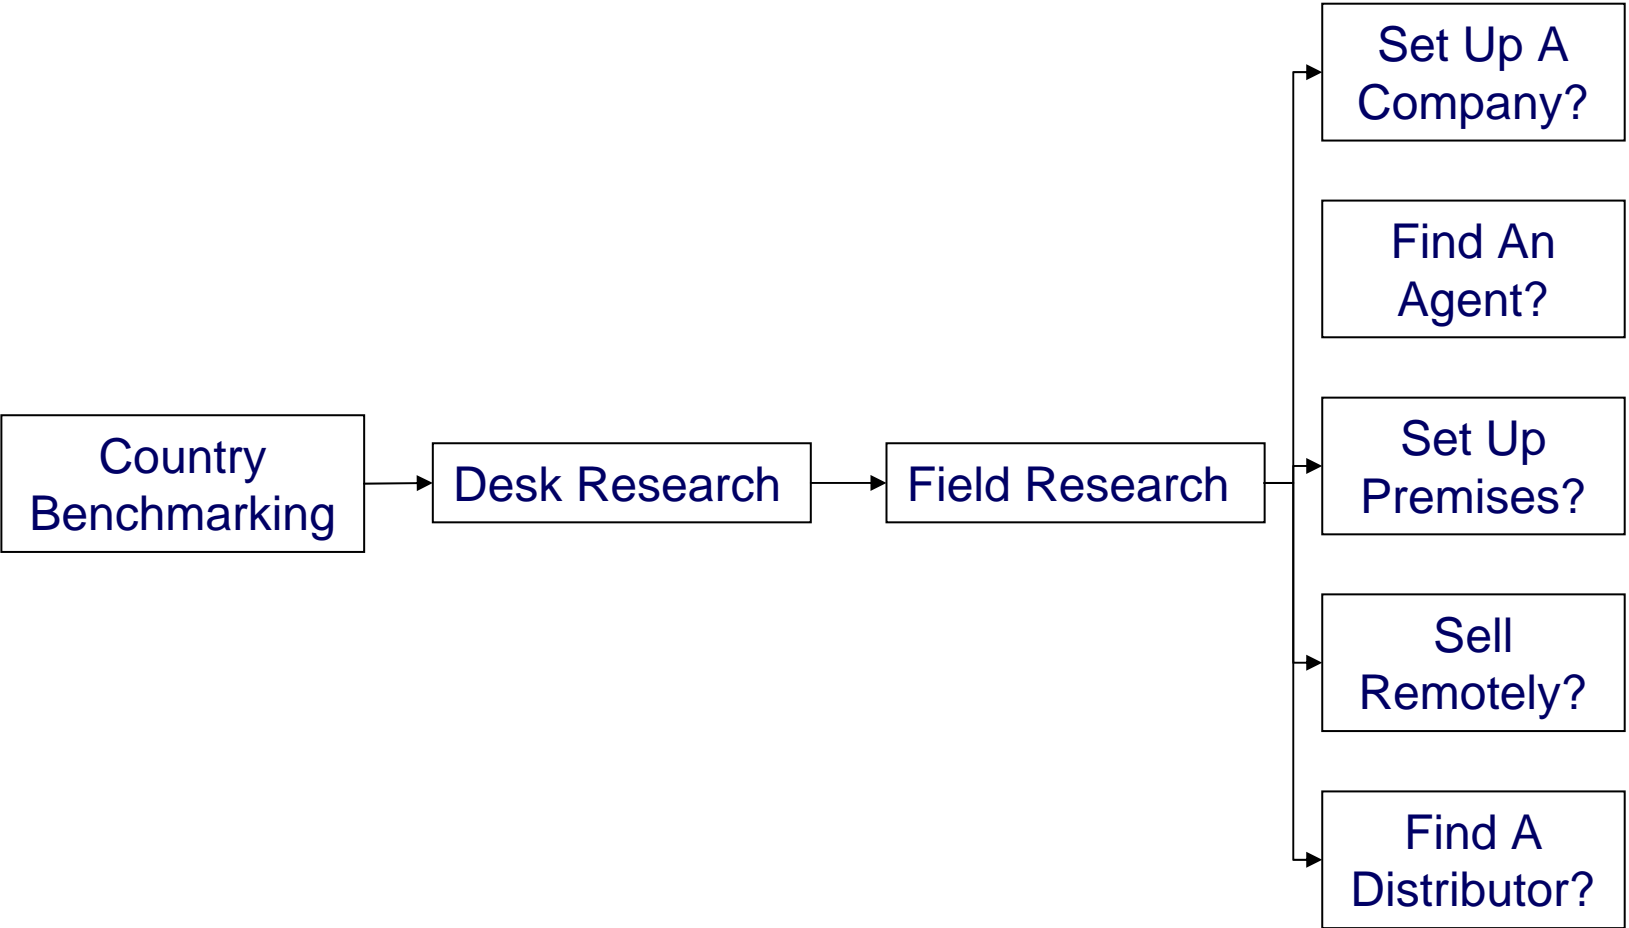 Set Up A
Company?
Find An
Agent?
Country
Benchmarking
Desk Research
Field Research
Set Up
Premises?
Sell
Remotely?
Find A
Distributor?